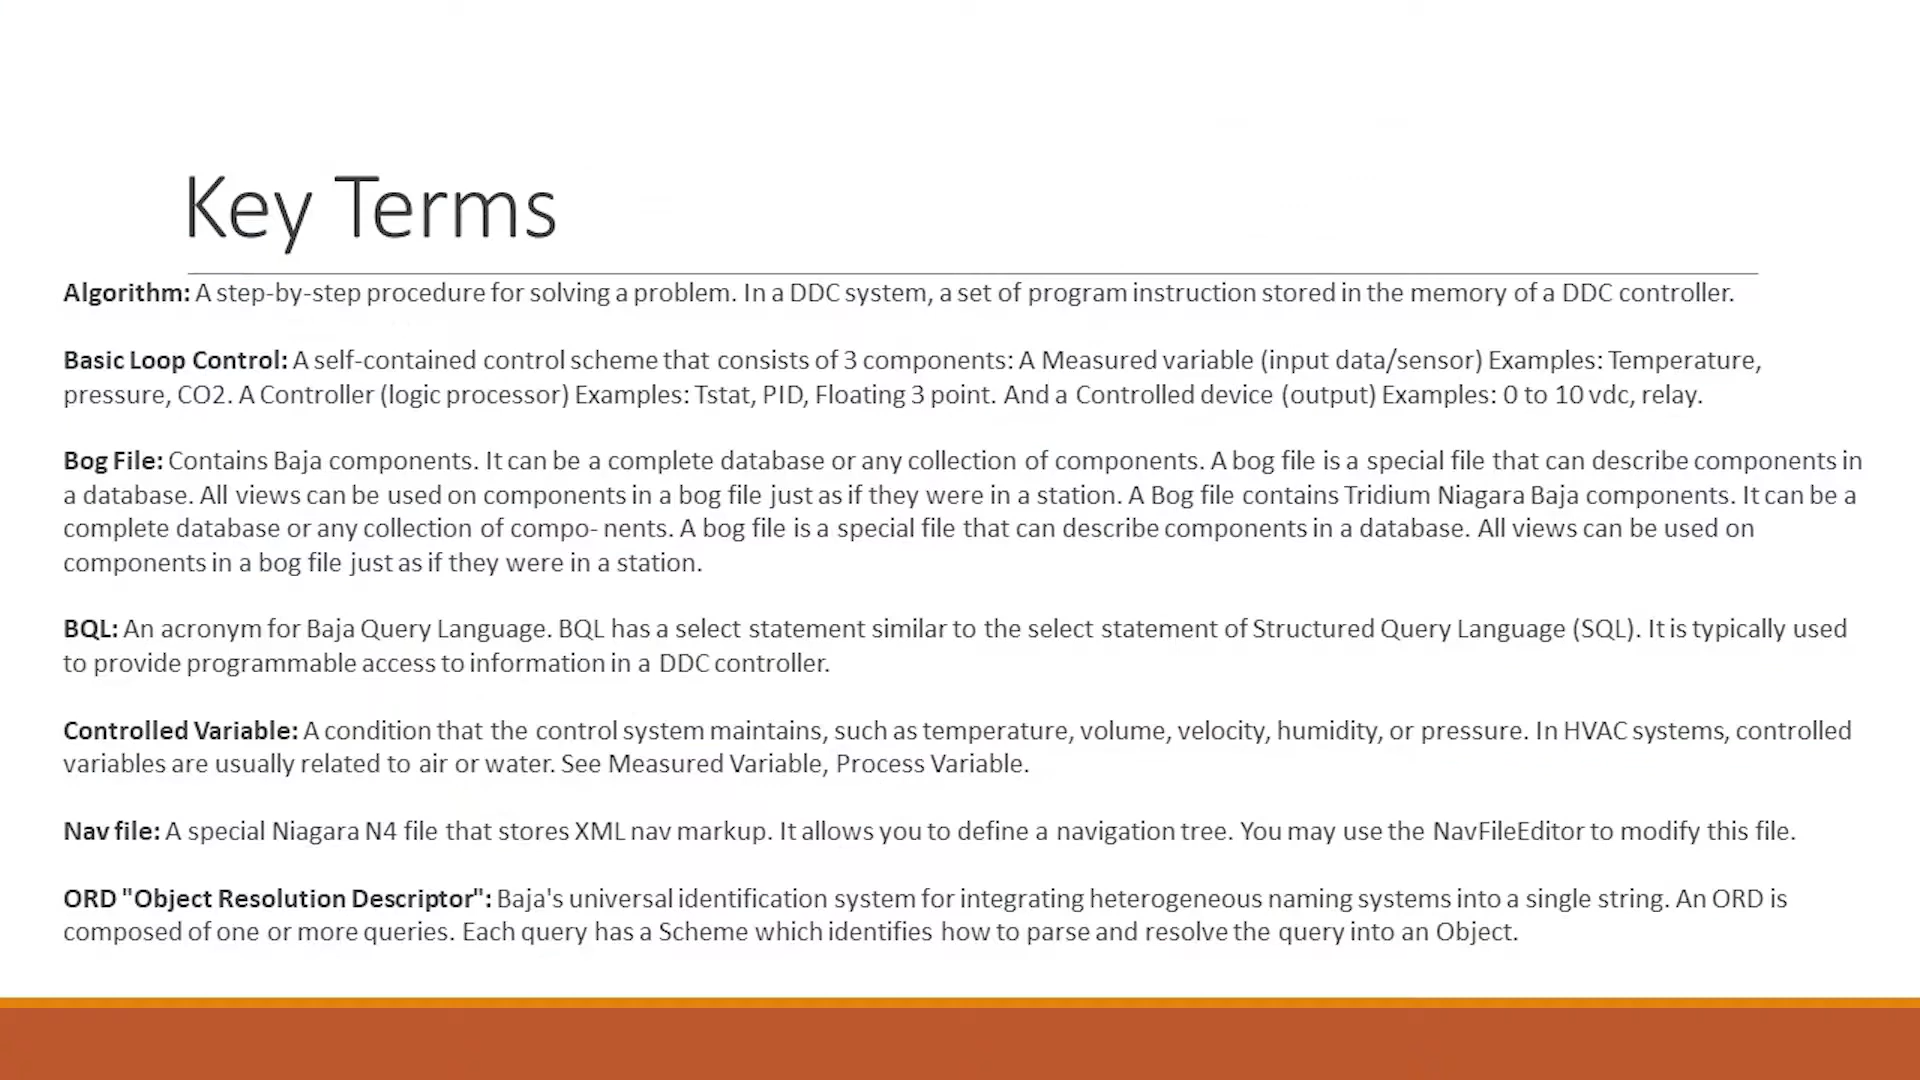 Key Terms
Algorithm: A step-by-step procedure for solving a problem. In a DDC system, a set of program instruction stored in the memory of a DDC controller.
Basic Loop Control: A self-contained control scheme that consists of 3 components: A Measured variable (input data/sensor) Examples: Temperature,
pressure, CO2. A Controller (logic processor) Examples: Tstat, PID, Floating 3 point. And a Controlled device (output) Examples: 0 to 10 vdc, relay.
Bog File: Contains Baja components. It can be a complete database or any collection of components. A bog file is a special file that can describe components in
a database. All views can be used on components in a bog file just as if they were in a station. A Bog file contains Tridium Niagara Baja components. It can be a
complete database or any collection of compo- nents. A bog file is a special file that can describe components in a database. All views can be used on
components in a bog file just as if they were in a station.
BQL: An acronym for Baja Query Language. BQL has a select statement similar to the select statement of Structured Query Language (SQL). It is typically used
to provide programmable access to information in a DDC controller.
Controlled Variable: A condition that the control system maintains, such as temperature, volume, velocity, humidity, or pressure. In HVAC systems, controlled
variables are usually related to air or water. See Measured Variable, Process Variable.
Nav file: A special Niagara N4 file that stores XML nav markup. It allows you to define a navigation tree. You may use the NavFileEditor to modify this file.
ORD "Object Resolution Descriptor": Baja's universal identification system for integrating heterogeneous naming systems into a single string. An ORD is
composed of one or more queries. Each query has a Scheme which identifies how to parse and resolve the query into an Object.